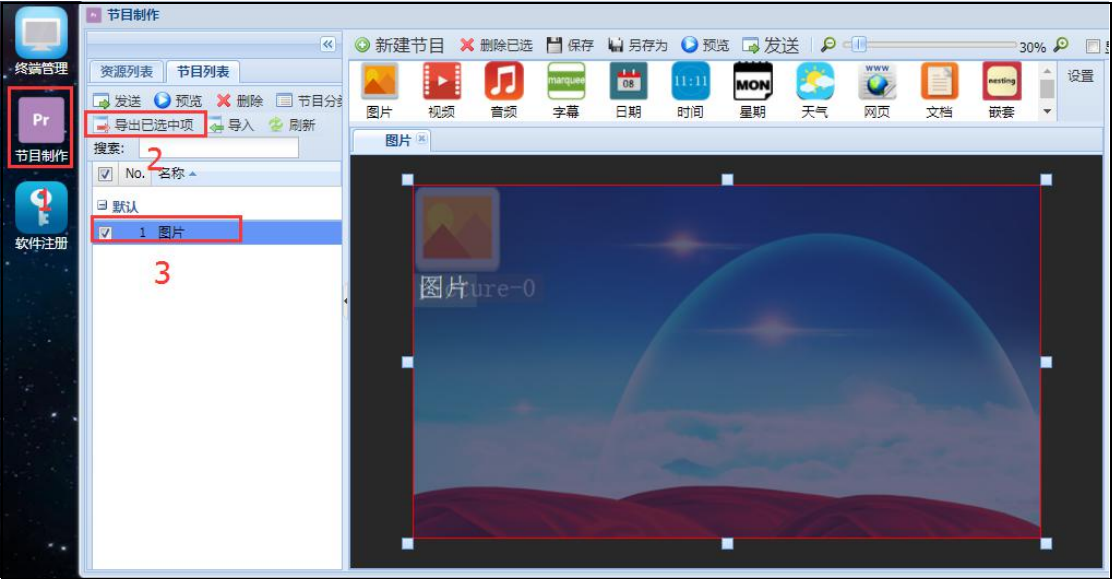 终端管理
Pr
节目制作
1
软件注册
Pr 节目制作
资源列表 节目列表
发送 预览 删除 节目分
导出已选中项 导入 刷新
搜索:
2
No. 名称
默认
1 图片
3
新建节目 删除已选 保存 另存为 预览 发送 30%
marquee 08 11:11 MON WWW nesting
图片 视频 音频 字幕 日期 时间 星期 天气 网页 文档 嵌套 设置
图片
图片
ture-0